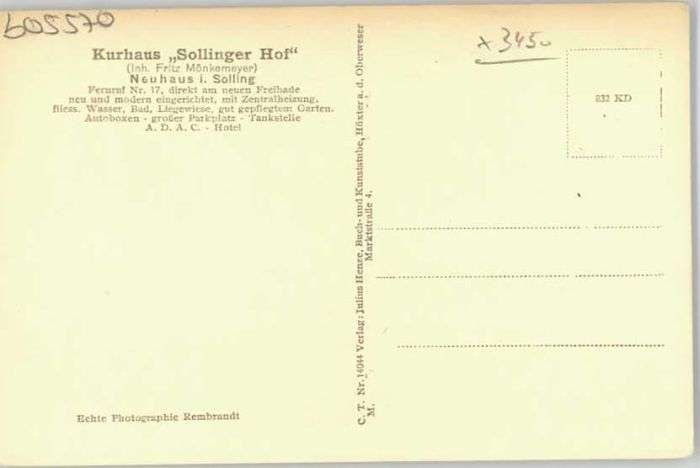 605570
Kurhaus „Sollinger Hof"
(Inh. Fritz Mönkemeyer)
Neuhaus i. Solling
Fernruf Nr. 17, direkt am neuen Freibade
neu und modern eingerichtet, mit Zentralheizung,
fliess. Wasser, Bad, Liegewiese, gut gepflegtem Garten.
Autoboxen - großer Parkplatz - Tankstelle
A. D. A. C. - Hotel
Echte Photographie Rembrandt
C. T. Nr. 14044 Verlag: Julius Henze, Buch- und Kunststube, Höxter a. d. Oberweser
M. Marktstraße 4.
x 3450
832 KD